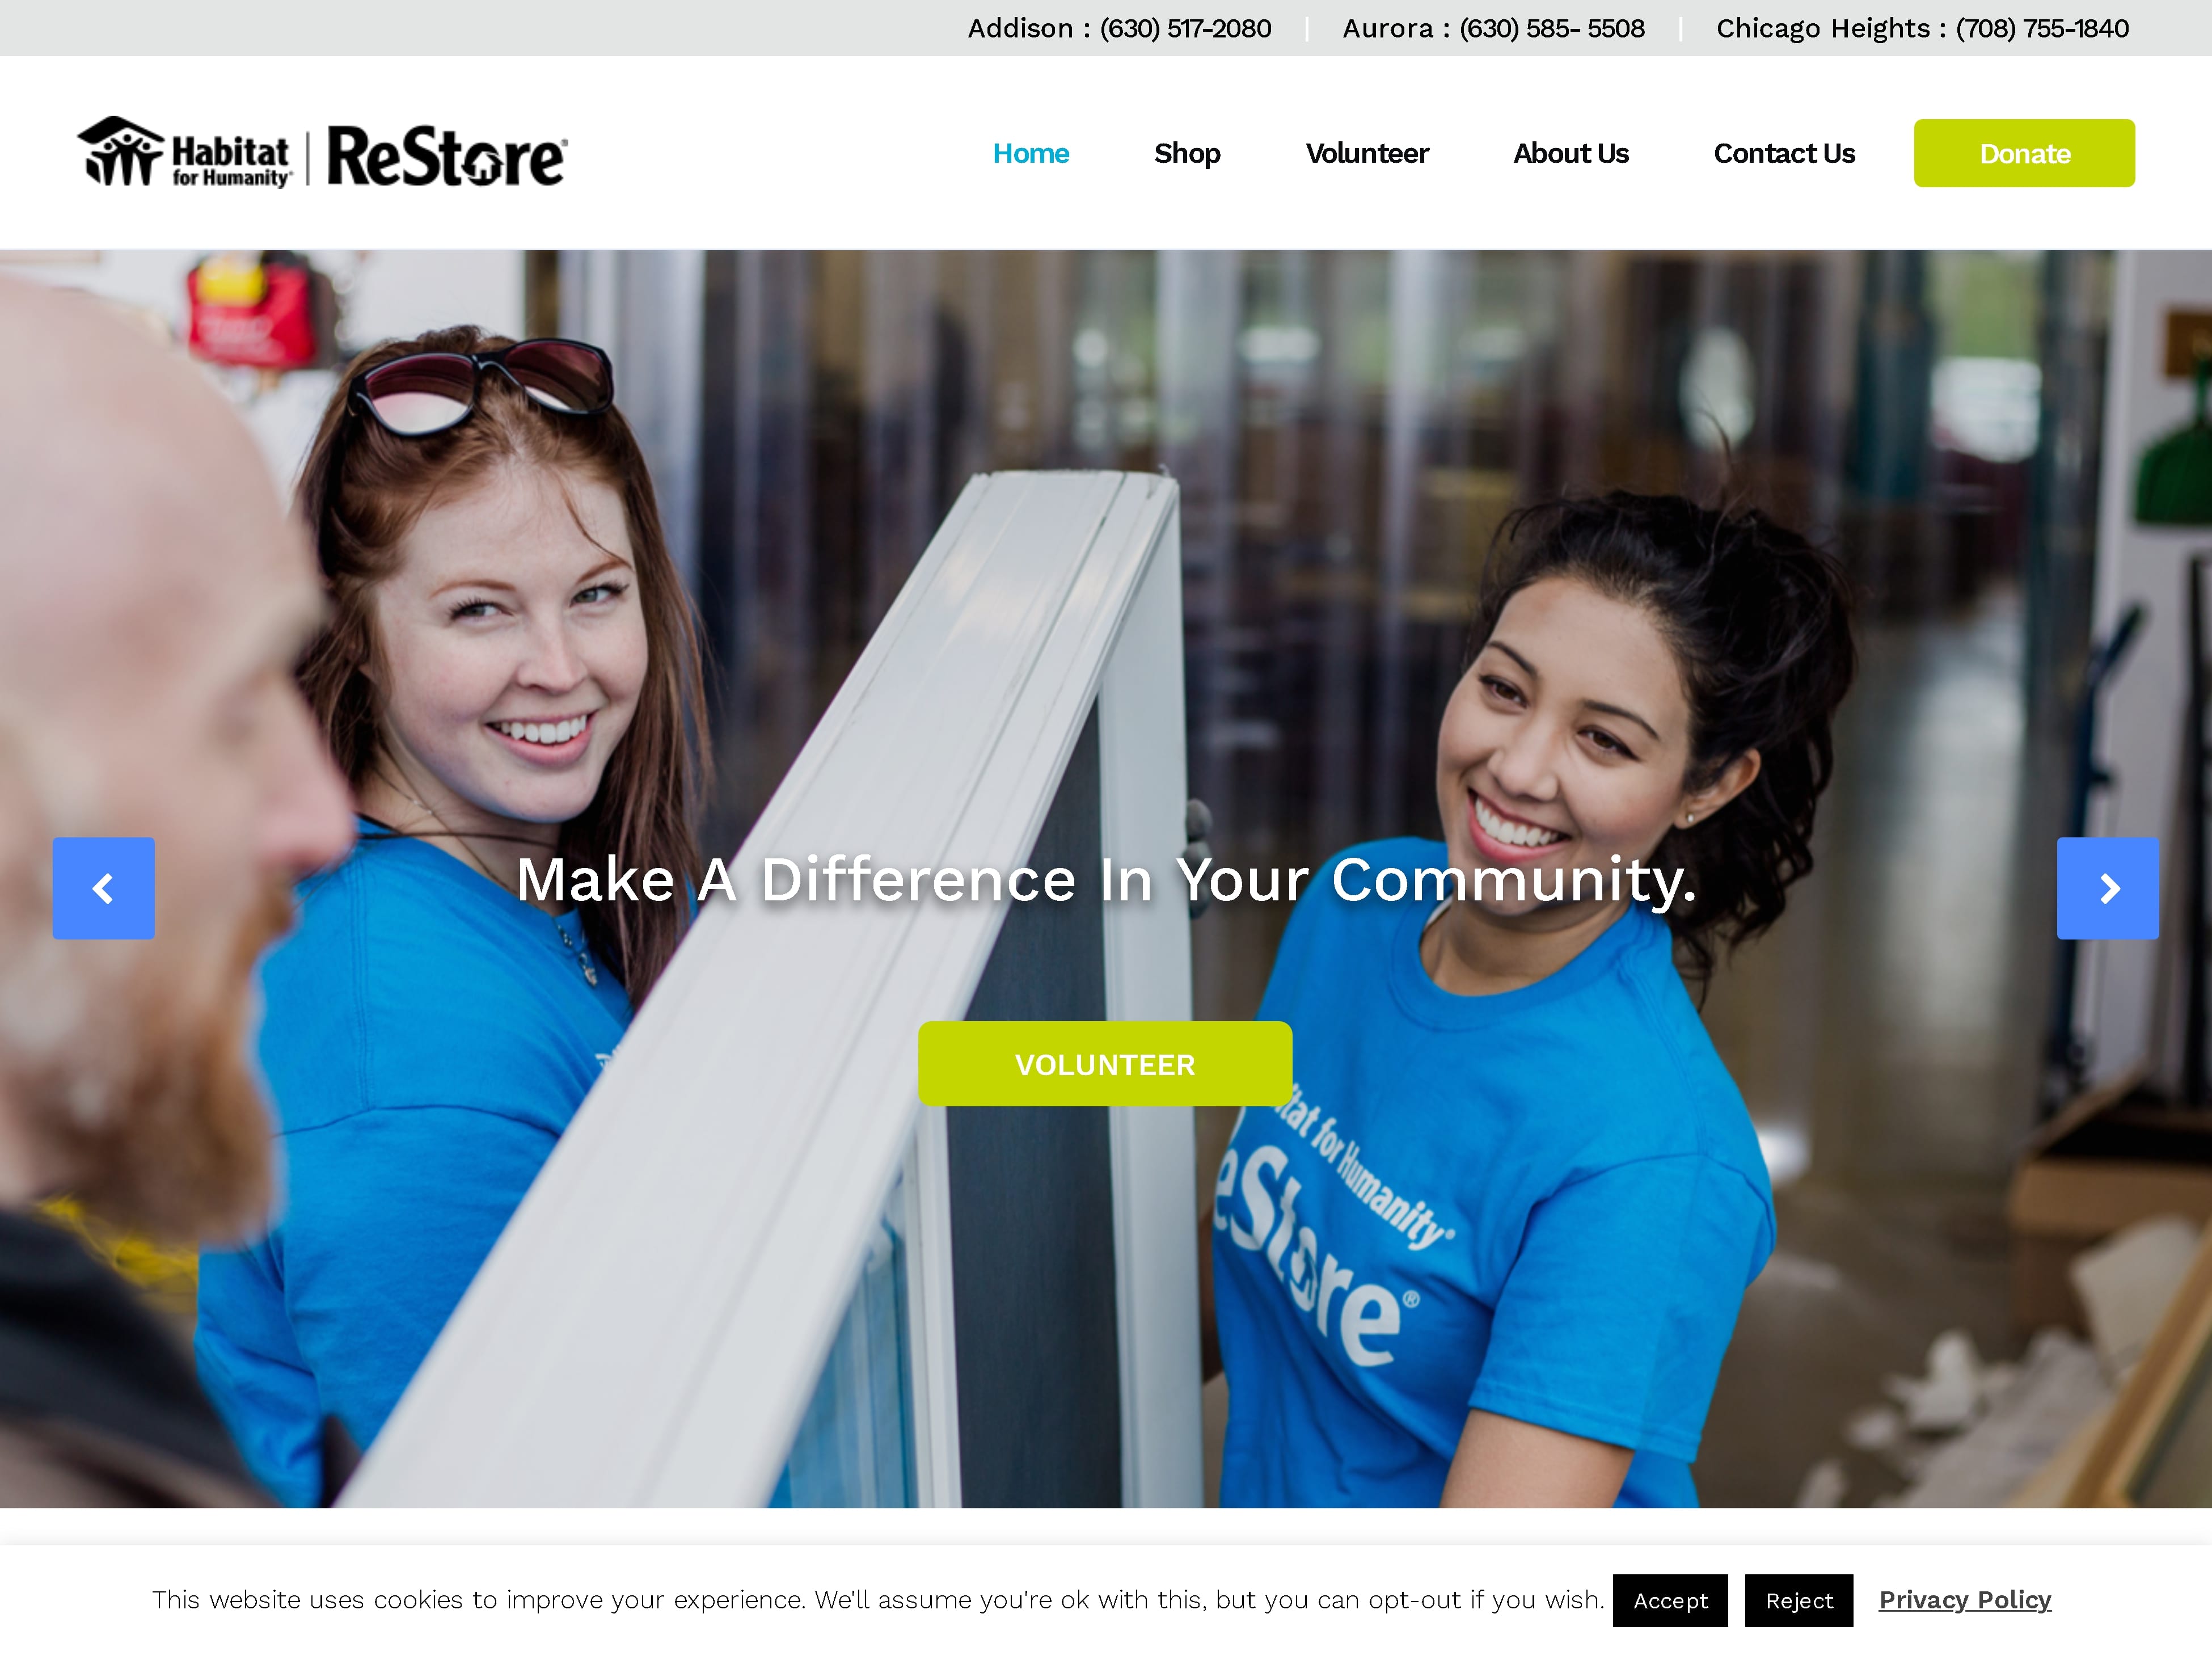 Addison : (630) 517-2080
Aurora : (630) 585- 5508
Chicago Heights : (708) 755-1840
Habitat for Humanity® | ReStore®
Home Shop Volunteer About Us Contact Us Donate
Make A Difference In Your Community.
VOLUNTEER
for Humanity®
eStore®
This website uses cookies to improve your experience. We'll assume you're ok with this, but you can opt-out if you wish. Accept Reject Privacy Policy